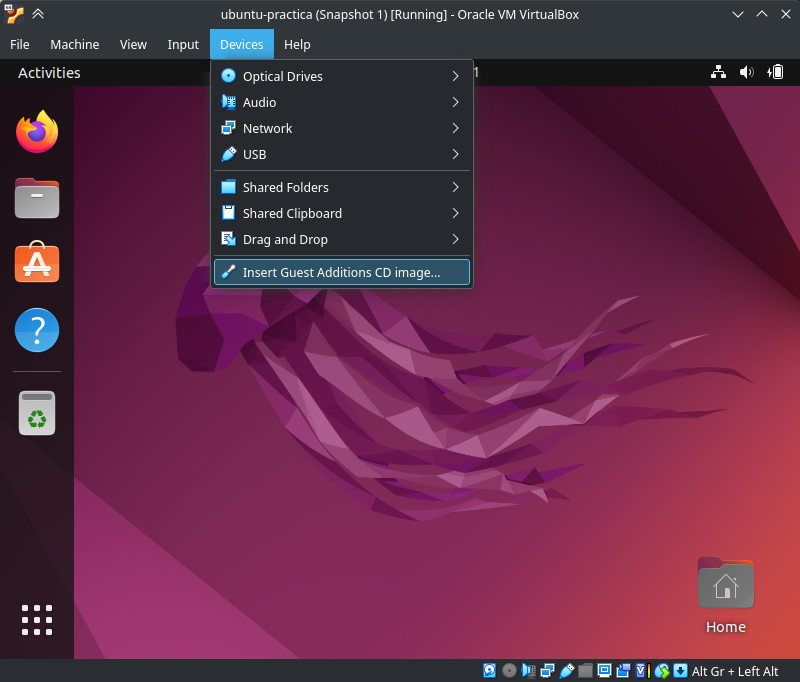 ubuntu-practica (Snapshot 1) [Running] - Oracle VM VirtualBox
File Machine View Input Devices Help
Activities
1
Optical Drives
Audio
Network
USB
Shared Folders
Shared Clipboard
Drag and Drop
Insert Guest Additions CD image...
Home
Alt Gr + Left Alt